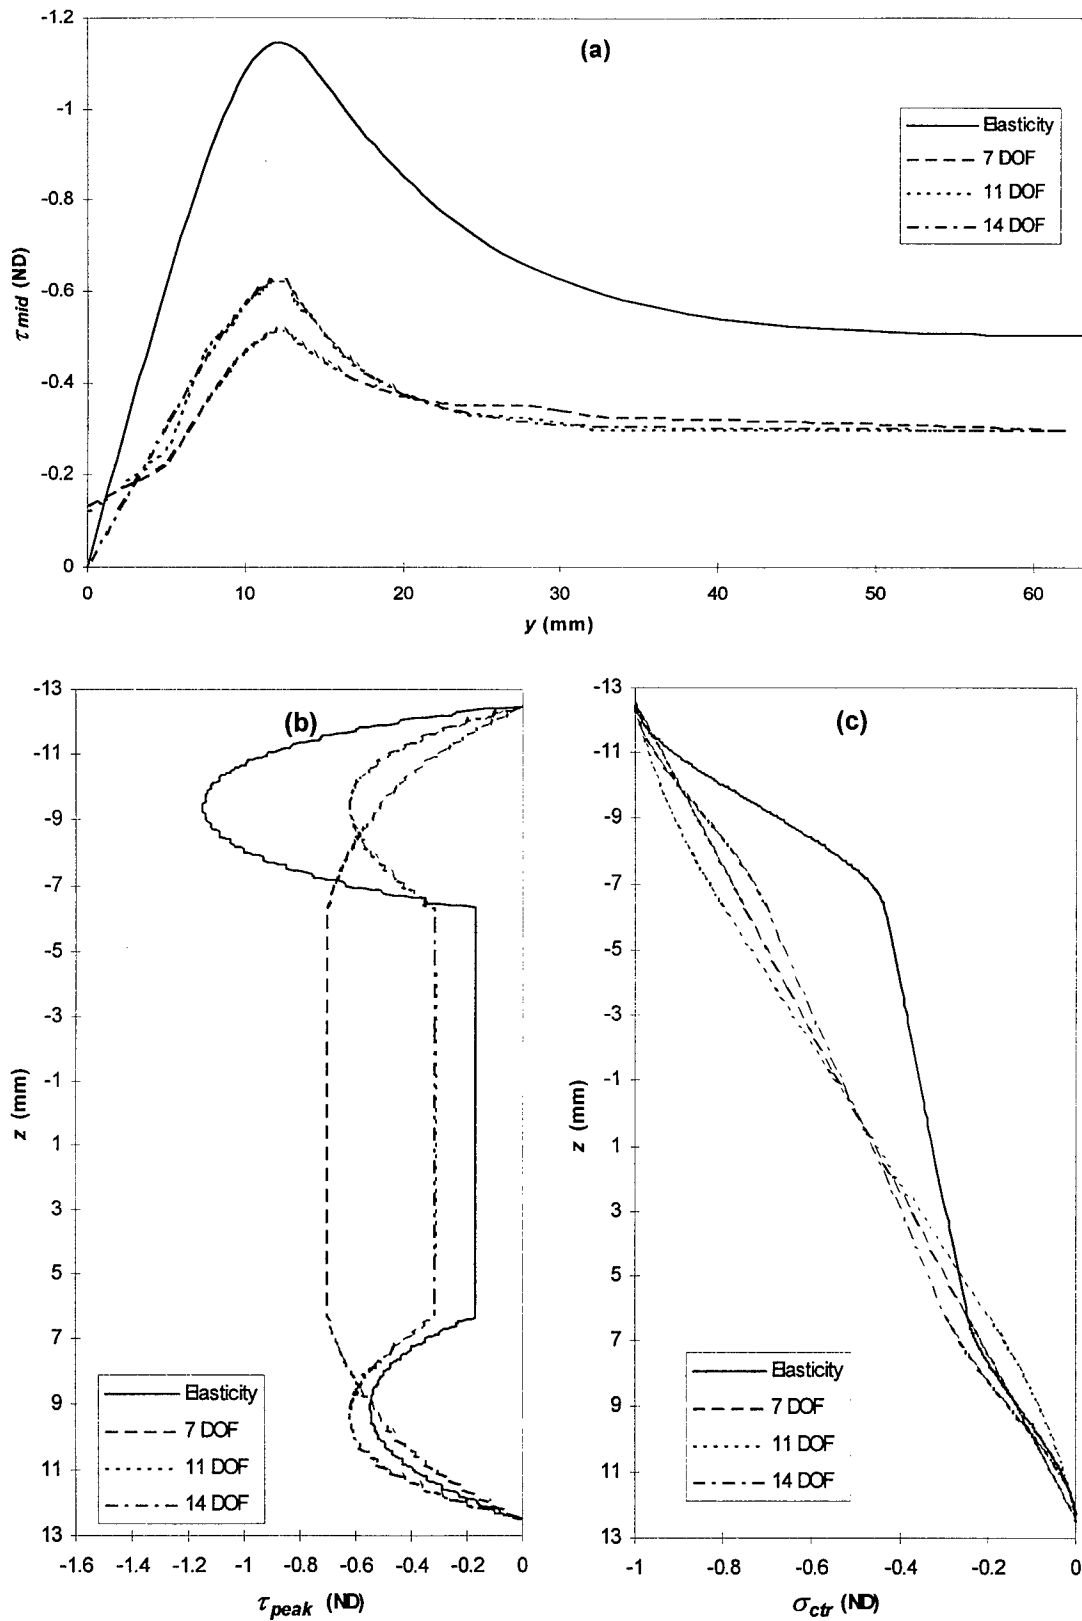 -1.2
(a)
-1
-0.8
-0.6
-0.4
-0.2
0
τmid (ND)
Elasticity
7 DOF
11 DOF
14 DOF
0 10 20 30 40 50 60
y (mm)
-13
-11
-9
-7
-5
-3
-1
1
3
5
7
9
11
13
z (mm)
(b)
Elasticity
7 DOF
11 DOF
14 DOF
-1.6 -1.4 -1.2 -1 -0.8 -0.6 -0.4 -0.2 0
τpeak (ND)
-13
-11
-9
-7
-5
-3
-1
1
3
5
7
9
11
13
z (mm)
(c)
Elasticity
7 DOF
11 DOF
14 DOF
-1 -0.8 -0.6 -0.4 -0.2 0
σctr (ND)